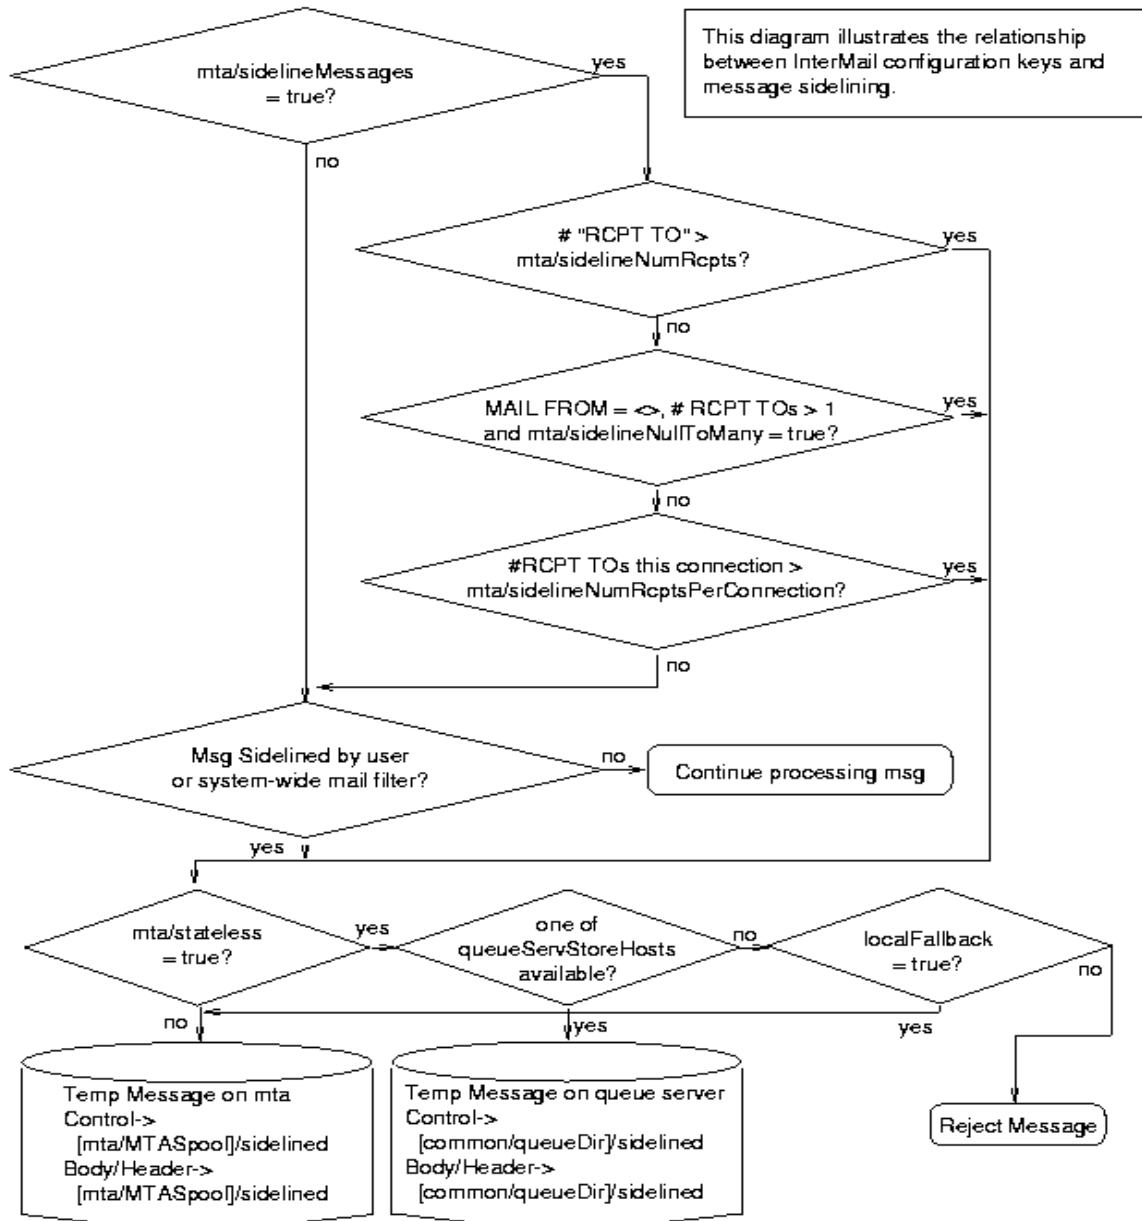 This diagram illustrates the relationship
between InterMail configuration keys and
message sidelining.
mta/sidelineMessages
= true?
yes
no
# "RCPT TO" >
mta/sidelineNumRcpts?
yes
no
MAIL FROM = <>, # RCPT TOs > 1
and mta/sidelineNullToMany = true?
yes
no
#RCPT TOs this connection >
mta/sidelineNumRcptsPerConnection?
yes
no
Msg Sidelined by user
or system-wide mail filter?
no
Continue processing msg
yes
mta/stateless
= true?
yes
no
one of
queueServStoreHosts
available?
no
yes
localFallback
= true?
no
yes
Temp Message on mta
Control->
[mta/MTASpool]/sidelined
Body/Header->
[mta/MTASpool]/sidelined
Temp Message on queue server
Control->
[common/queueDir]/sidelined
Body/Header->
[common/queueDir]/sidelined
Reject Message